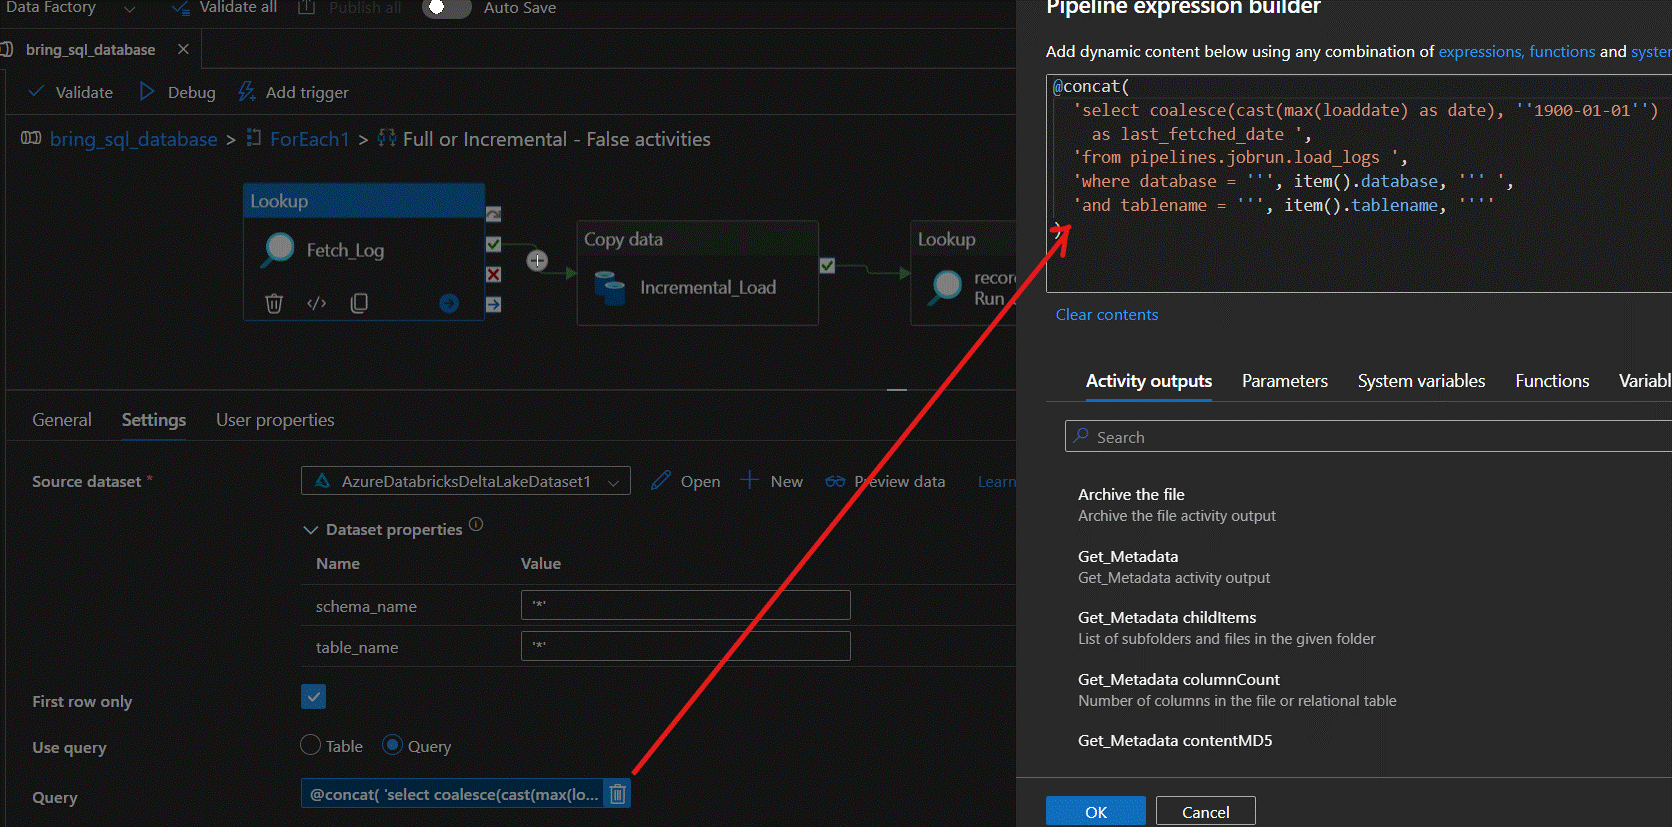 Data Factory
Validate all
Publish all
Auto Save
bring_sql_database
Validate
Debug
Add trigger
bring_sql_database > ForEach1 > Full or Incremental - False activities
Lookup
Fetch_Log
Copy data
Incremental_Load
Lookup
recor
Run
General
Settings
User properties
Source dataset *
AzureDatabricksDeltaLakeDataset1
Open
New
Preview data
Learn
Dataset properties
Name
Value
schema_name
'*'
table_name
'*'
First row only
Use query
Table
Query
Query
@concat( 'select coalesce(cast(max(lo...
Pipeline expression builder
Add dynamic content below using any combination of expressions, functions and system
@concat(
'select coalesce(cast(max(loaddate) as date), ''1900-01-01'')
as last_fetched_date ',
'from pipelines.jobrun.load_logs ',
'where database = ''', item().database, ''' ',
'and tablename = ''', item().tablename, ''''
)
Clear contents
Activity outputs
Parameters
System variables
Functions
Variabl
Search
Archive the file
Archive the file activity output
Get_Metadata
Get_Metadata activity output
Get_Metadata childItems
List of subfolders and files in the given folder
Get_Metadata columnCount
Number of columns in the file or relational table
Get_Metadata contentMD5
OK
Cancel